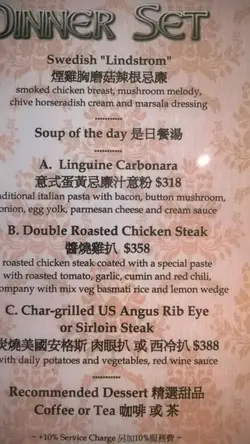 DINNER SET
Swedish "Lindstrom"
煙雞胸磨菇辣根忌廉
smoked chicken breast, mushroom melody,
chive horseradish cream and marsala dressing
Soup of the day 是日餐湯
A. Linguine Carbonara
意式蛋黃忌廉汁意粉 $318
pasta with bacon, button mushroom,
onion, egg yolk, parmesan cheese and cream sauce
B. Double Roasted Chicken Steak
醬燒雞扒 $358
roasted chicken steak coated with a special paste
with roasted tomato, garlic, cumin and red chili,
company with mix veg basmati rice and lemon wedge
C. Char-grilled US Angus Rib Eye
or Sirloin Steak
炭燒美國安格斯 肉眼扒 或 西冷扒 $388
with daily potatoes and vegetables, red wine sauce
Recommended Dessert 精選甜品
Coffee or Tea 咖啡 或 茶
~ +10% Service Charge 另加10%服務費 ~